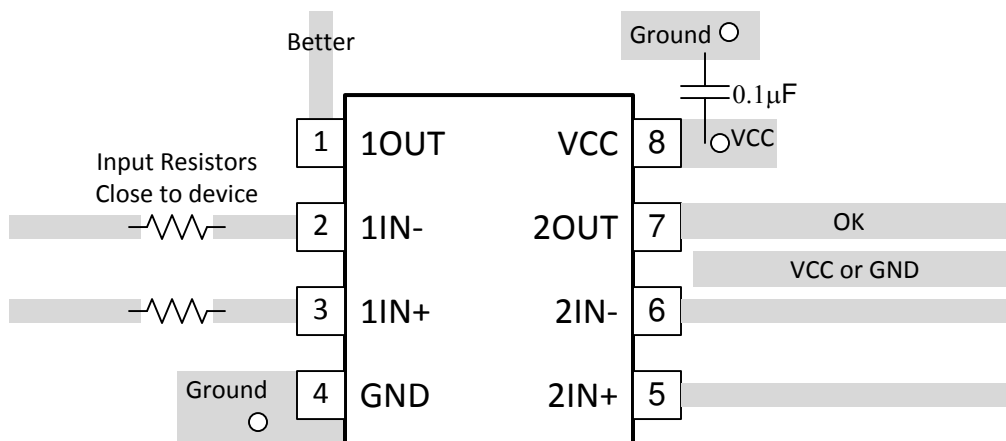 Better
Ground
0.1µF
1 1OUT VCC 8 VCC
Input Resistors
Close to device
2 1IN- 2OUT 7 OK
VCC or GND
3 1IN+ 2IN- 6
Ground
4 GND 2IN+ 5